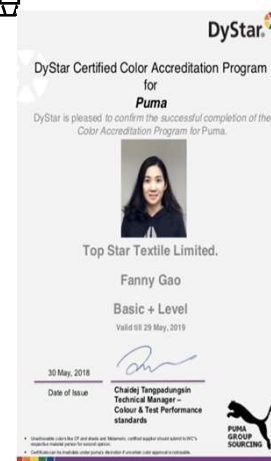 DyStar
DyStar Certified Color Accreditation Program
for
Puma
DyStar is pleased to confirm the successful completion of the
Color Accreditation Program for Puma.
Top Star Textile Limited.
Fanny Gao
Basic + Level
Valid till 29 May, 2019
30 May, 2018
Date of Issue
Chaidej Tangpadungsin
Technical Manager –
Colour & Test Performance
standards
PUMA
GROUP
SOURCING